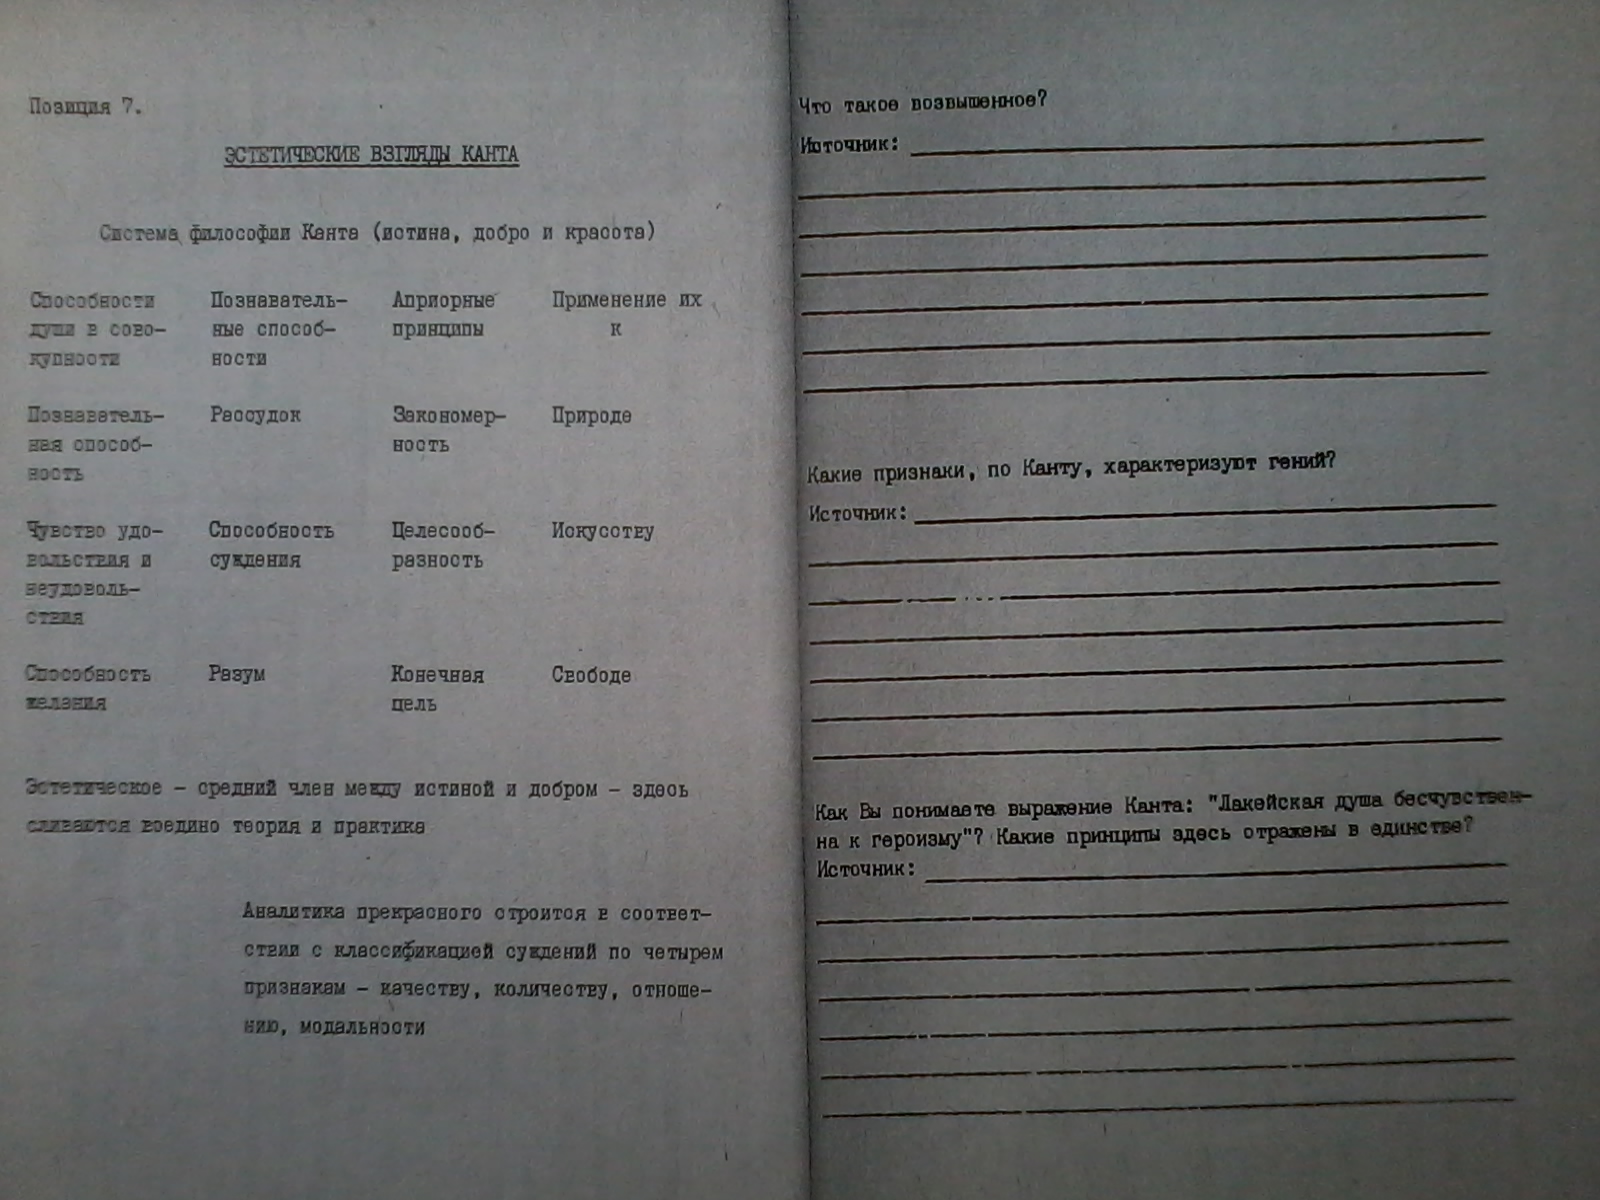 Позиция 7.
ЭСТЕТИЧЕСКИЕ ВЗГЛЯДЫ КАНТА
Система философии Канта (истина, добро и красота)
Способности Познаватель- Априорные Применение их
души в сово- ные способ- принципы к
купности ности
Познаватель- Рассудок Закономер- Природе
ная способ- ность
ность
Чувство удо- Способность Целесооб- Искусству
вольствия и суждения разность
неудоволь-
ствия
Способность Разум Конечная Свободе
желания цель
Эстетическое - средний член между истиной и добром - здесь
сливаются воедино теория и практика
Аналитика прекрасного строится в соответ-
ствии с классификацией суждений по четырем
признакам - качеству, количеству, отноше-
нию, модальности
Что такое возвышенное?
Источник:
Какие признаки, по Канту, характеризуют гений?
Источник:
Как Вы понимаете выражение Канта: "Лакейская душа бесчувствен-
на к героизму"? Какие принципы здесь отражены в единстве?
Источник: